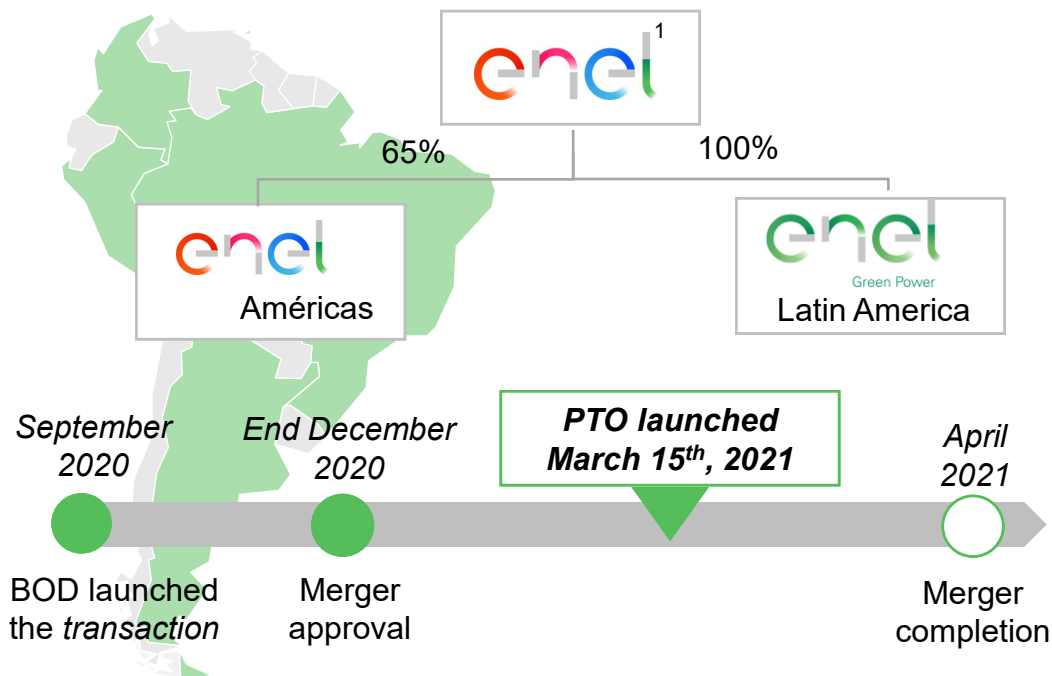 enel 1
65%
100%
enel
Américas
enel
Green Power
Latin America
September
2020
End December
2020
PTO launched
March 15th, 2021
April
2021
BOD launched
the transaction
Merger
approval
Merger
completion